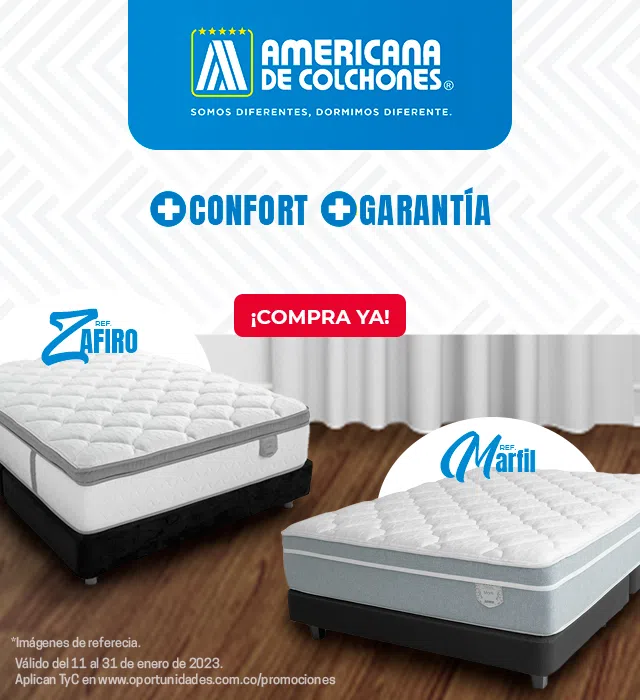 AMERICANA
DE COLCHONES®
SOMOS DIFERENTES, DORMIMOS DIFERENTE.
+CONFORT +GARANTÍA
¡COMPRA YA!
REF.
ZAFIRO
REF.
Marfil
*Imágenes de referecia.
Válido del 11 al 31 de enero de 2023.
Aplican TyC en www.oportunidades.com.co/promociones